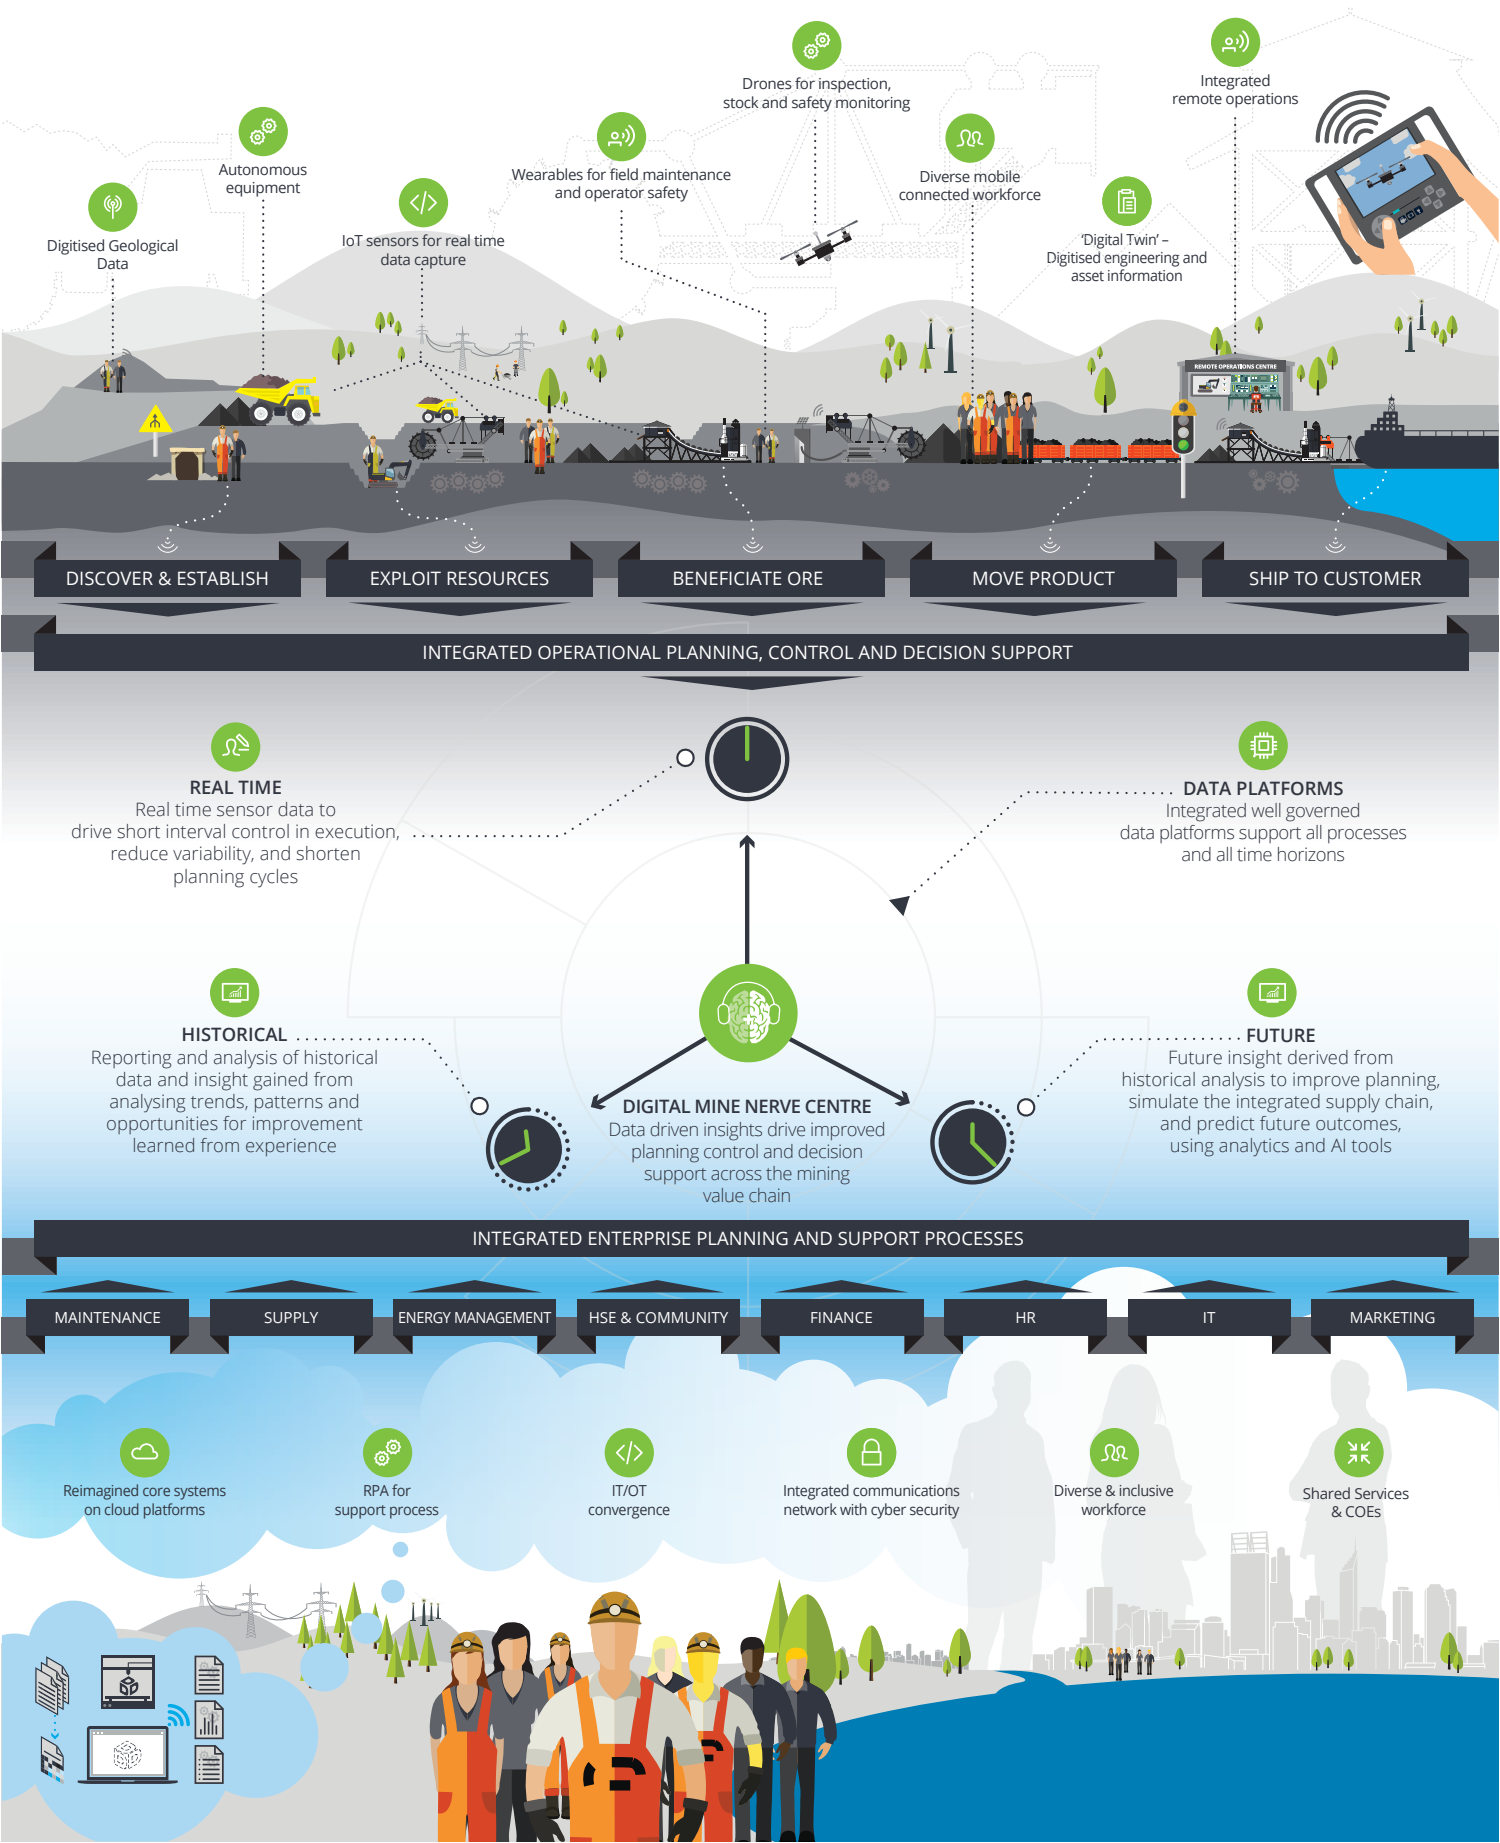 Drones for inspection,
stock and safety monitoring
Integrated
remote operations
Autonomous
equipment
Wearables for field maintenance
and operator safety
Diverse mobile
connected workforce
Digitised Geological
Data
IoT sensors for real time
data capture
‘Digital Twin’ –
Digitised engineering and
asset information
REMOTE OPERATIONS CENTRE
DISCOVER & ESTABLISH
EXPLOIT RESOURCES
BENEFICIATE ORE
MOVE PRODUCT
SHIP TO CUSTOMER
INTEGRATED OPERATIONAL PLANNING, CONTROL AND DECISION SUPPORT
REAL TIME
Real time sensor data to
drive short interval control in execution,
reduce variability, and shorten
planning cycles
DATA PLATFORMS
Integrated well governed
data platforms support all processes
and all time horizons
HISTORICAL
Reporting and analysis of historical
data and insight gained from
analysing trends, patterns and
opportunities for improvement
learned from experience
FUTURE
Future insight derived from
historical analysis to improve planning,
simulate the integrated supply chain,
and predict future outcomes,
using analytics and AI tools
DIGITAL MINE NERVE CENTRE
Data driven insights drive improved
planning control and decision
support across the mining
value chain
INTEGRATED ENTERPRISE PLANNING AND SUPPORT PROCESSES
MAINTENANCE
SUPPLY
ENERGY MANAGEMENT
HSE & COMMUNITY
FINANCE
HR
IT
MARKETING
Reimagined core systems
on cloud platforms
RPA for
support process
IT/OT
convergence
Integrated communications
network with cyber security
Diverse & inclusive
workforce
Shared Services
& COEs